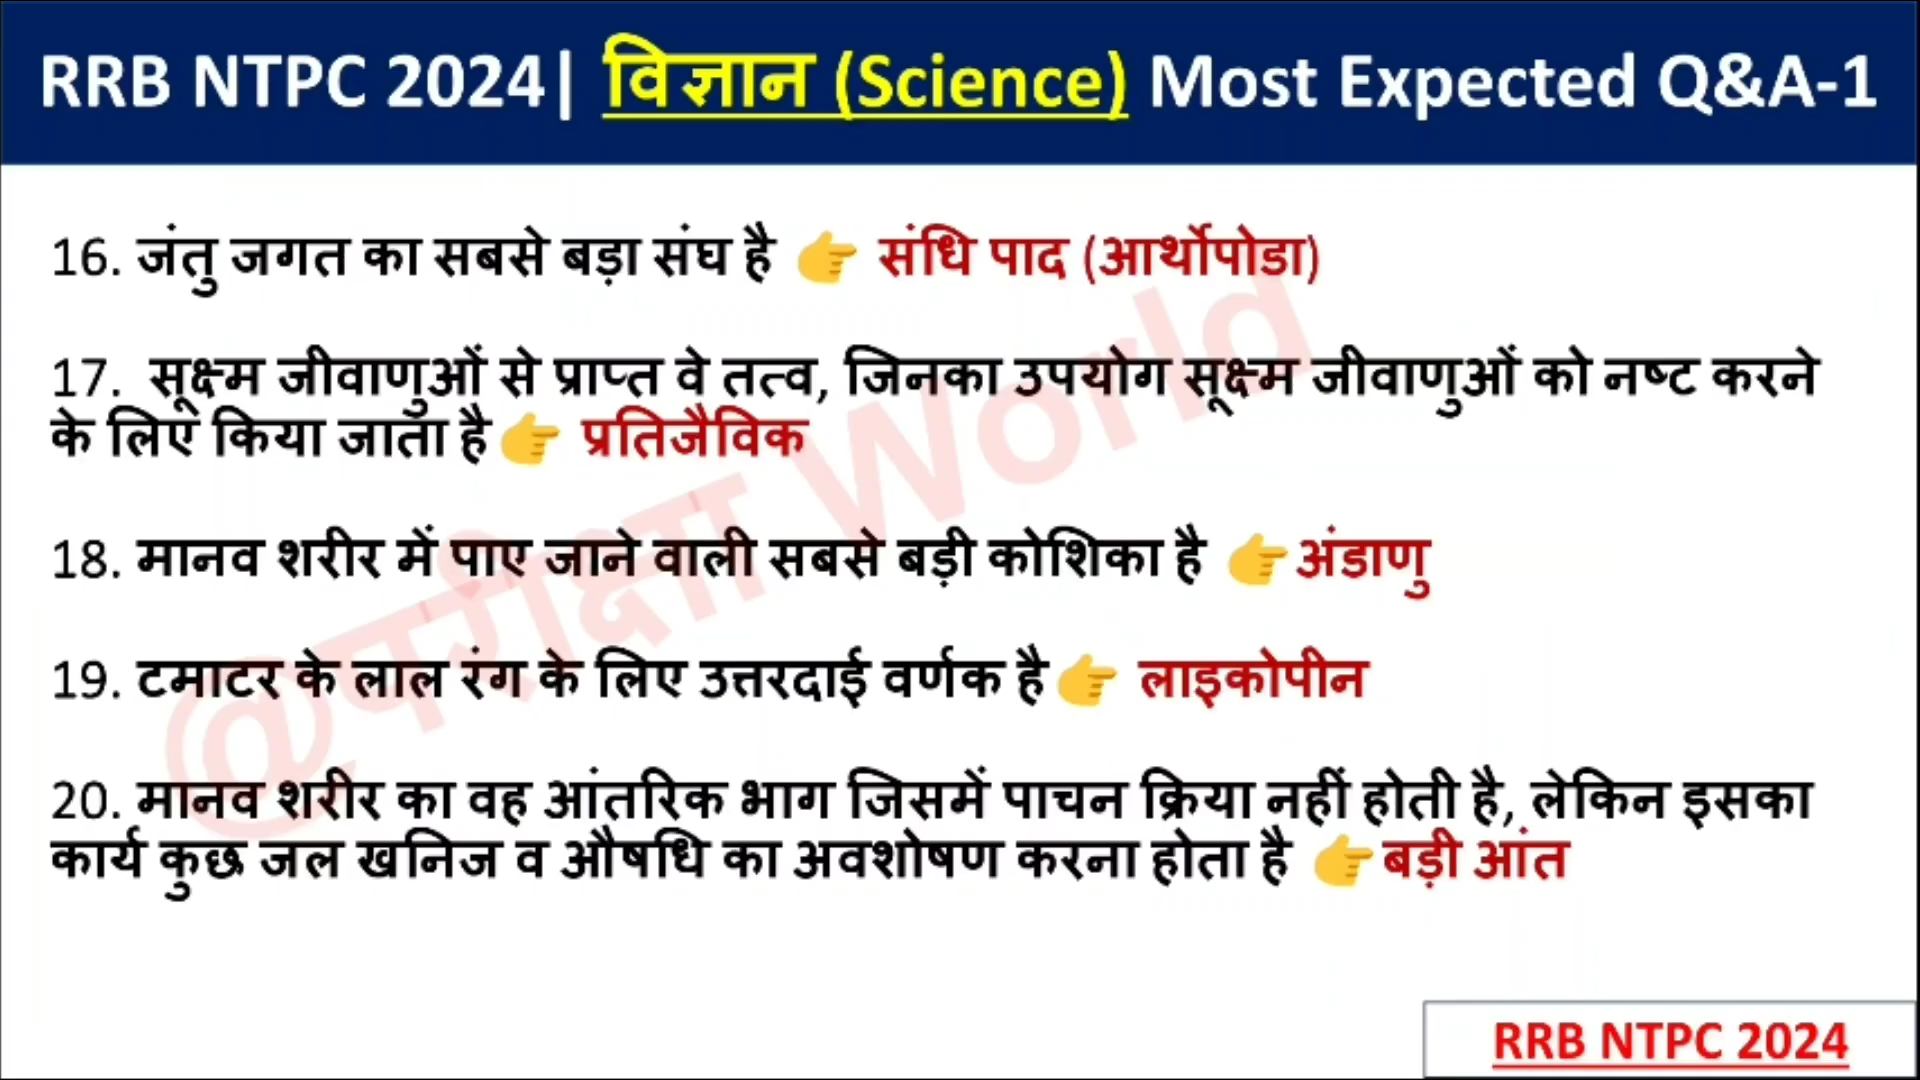 RRB NTPC 2024| विज्ञान (Science) Most Expected Q&A-1
16. जंतु जगत का सबसे बड़ा संघ है 👉 संधि पाद (आर्थोपोडा)
17. सूक्ष्म जीवाणुओं से प्राप्त वे तत्व, जिनका उपयोग सूक्ष्म जीवाणुओं को नष्ट करने
के लिए किया जाता है👉 प्रतिजैविक
18. मानव शरीर में पाए जाने वाली सबसे बड़ी कोशिका है 👉अंडाणु
19. टमाटर के लाल रंग के लिए उत्तरदाई वर्णक है👉 लाइकोपीन
20. मानव शरीर का वह आंतरिक भाग जिसमें पाचन क्रिया नहीं होती है, लेकिन इसका
कार्य कुछ जल खनिज व औषधि का अवशोषण करना होता है 👉बड़ी आंत
@परीक्षा World
RRB NTPC 2024